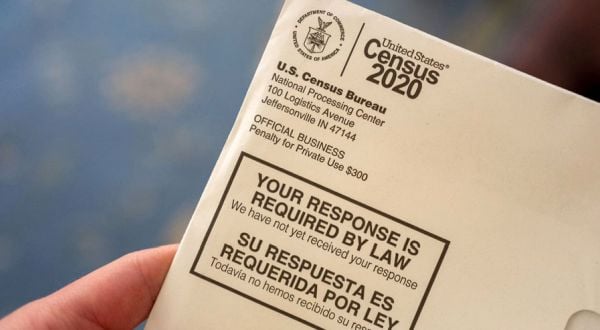 DEPARTMENT OF COMMERCE
UNITED STATES OF AMERICA
United States®
Census
2020
U.S. Census Bureau
National Processing Center
100 Logistics Avenue
Jeffersonville IN 47144
OFFICIAL BUSINESS
Penalty for Private Use $300
YOUR RESPONSE IS
REQUIRED BY LAW
We have not yet received your response
SU RESPUESTA ES
REQUERIDA POR LEY
Todavía no hemos recibido su